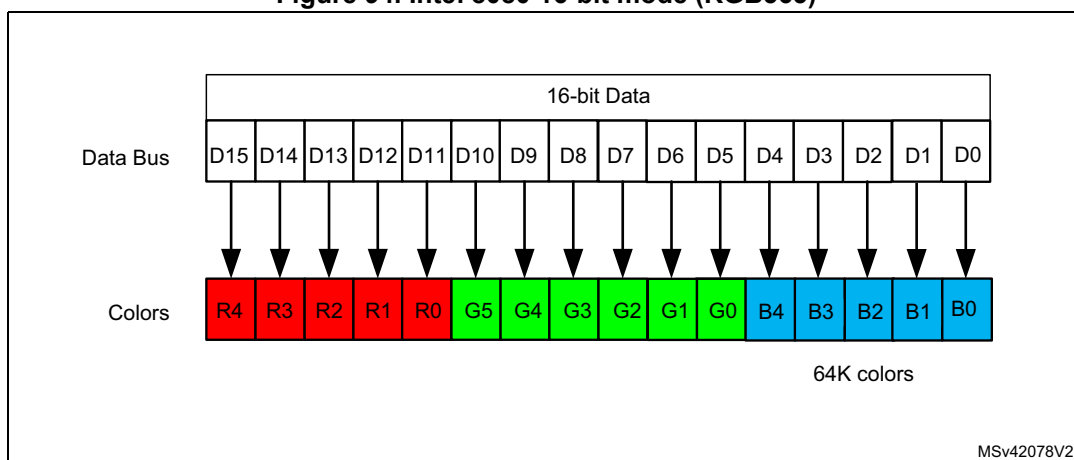 16-bit Data
Data Bus D15 D14 D13 D12 D11 D10 D9 D8 D7 D6 D5 D4 D3 D2 D1 D0
Colors R4 R3 R2 R1 R0 G5 G4 G3 G2 G1 G0 B4 B3 B2 B1 B0
64K colors
MSv42078V2